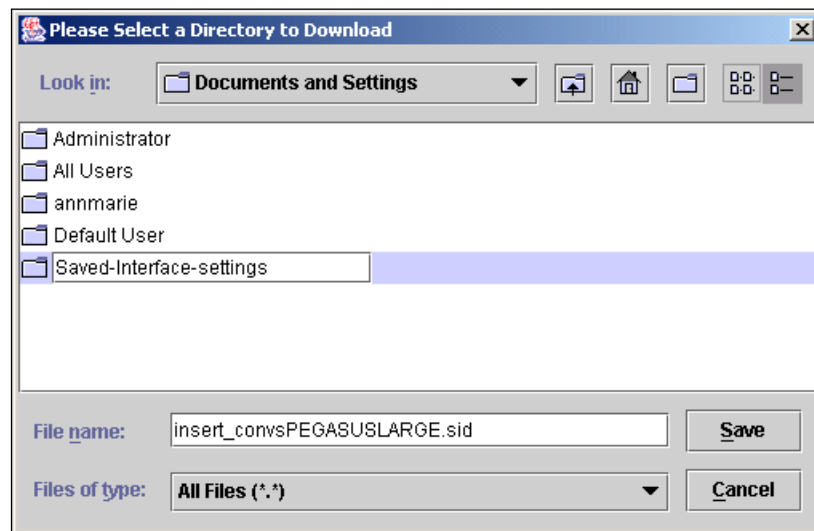 Please Select a Directory to Download
Look in: Documents and Settings
Administrator
All Users
annmarie
Default User
Saved-Interface-settings
File name: insert_convsPEGASUSLARGE.sid Save
Files of type: All Files (*.*) Cancel